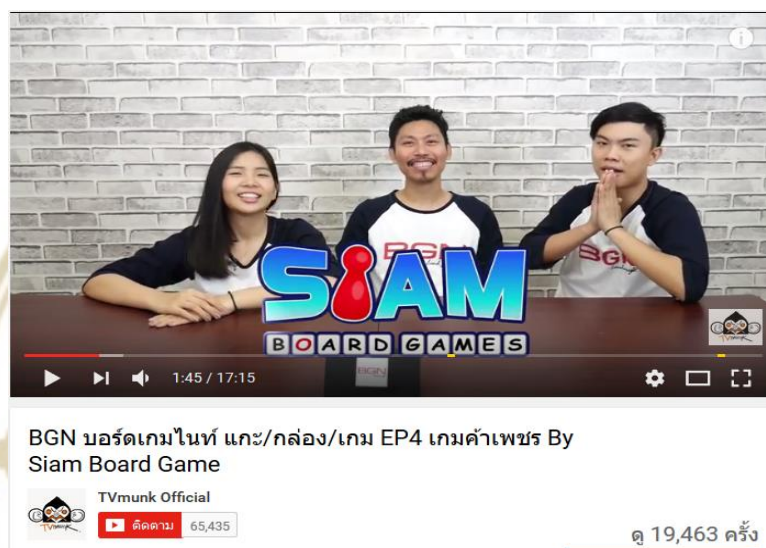 BGN
BGN
SIAM
BOARD GAMES
TVmunk
BGN
1:45 / 17:15
BGN บอร์ดเกมไนท์ แกะ/กล่อง/เกม EP4 เกมค้าเพชร By
Siam Board Game
TVmunk Official
TVmunk
ติดตาม 65,435
ดู 19,463 ครั้ง